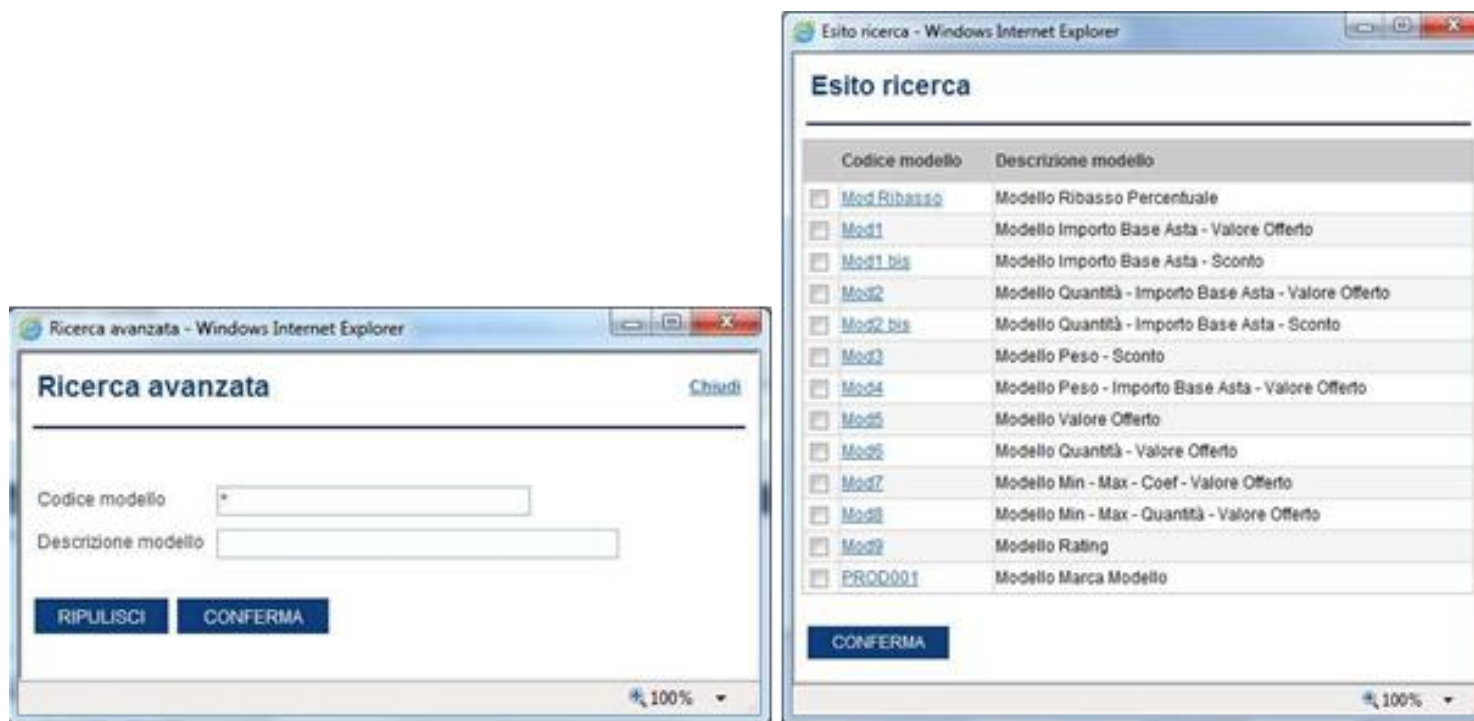 Ricerca avanzata - Windows Internet Explorer
Ricerca avanzata
Chiudi
Codice modello *
Descrizione modello
RIPULISCI CONFERMA
100%
Esito ricerca - Windows Internet Explorer
Esito ricerca
Codice modello Descrizione modello
Mod Ribasso Modello Ribasso Percentuale
Mod1 Modello Importo Base Asta - Valore Offerto
Mod1 bis Modello Importo Base Asta - Sconto
Mod2 Modello Quantità - Importo Base Asta - Valore Offerto
Mod2 bis Modello Quantità - Importo Base Asta - Sconto
Mod3 Modello Peso - Sconto
Mod4 Modello Peso - Importo Base Asta - Valore Offerto
Mod5 Modello Valore Offerto
Mod6 Modello Quantità - Valore Offerto
Mod7 Modello Min - Max - Coef - Valore Offerto
Mod8 Modello Min - Max - Quantità - Valore Offerto
Mod9 Modello Rating
PROD001 Modello Marca Modello
CONFERMA
100%